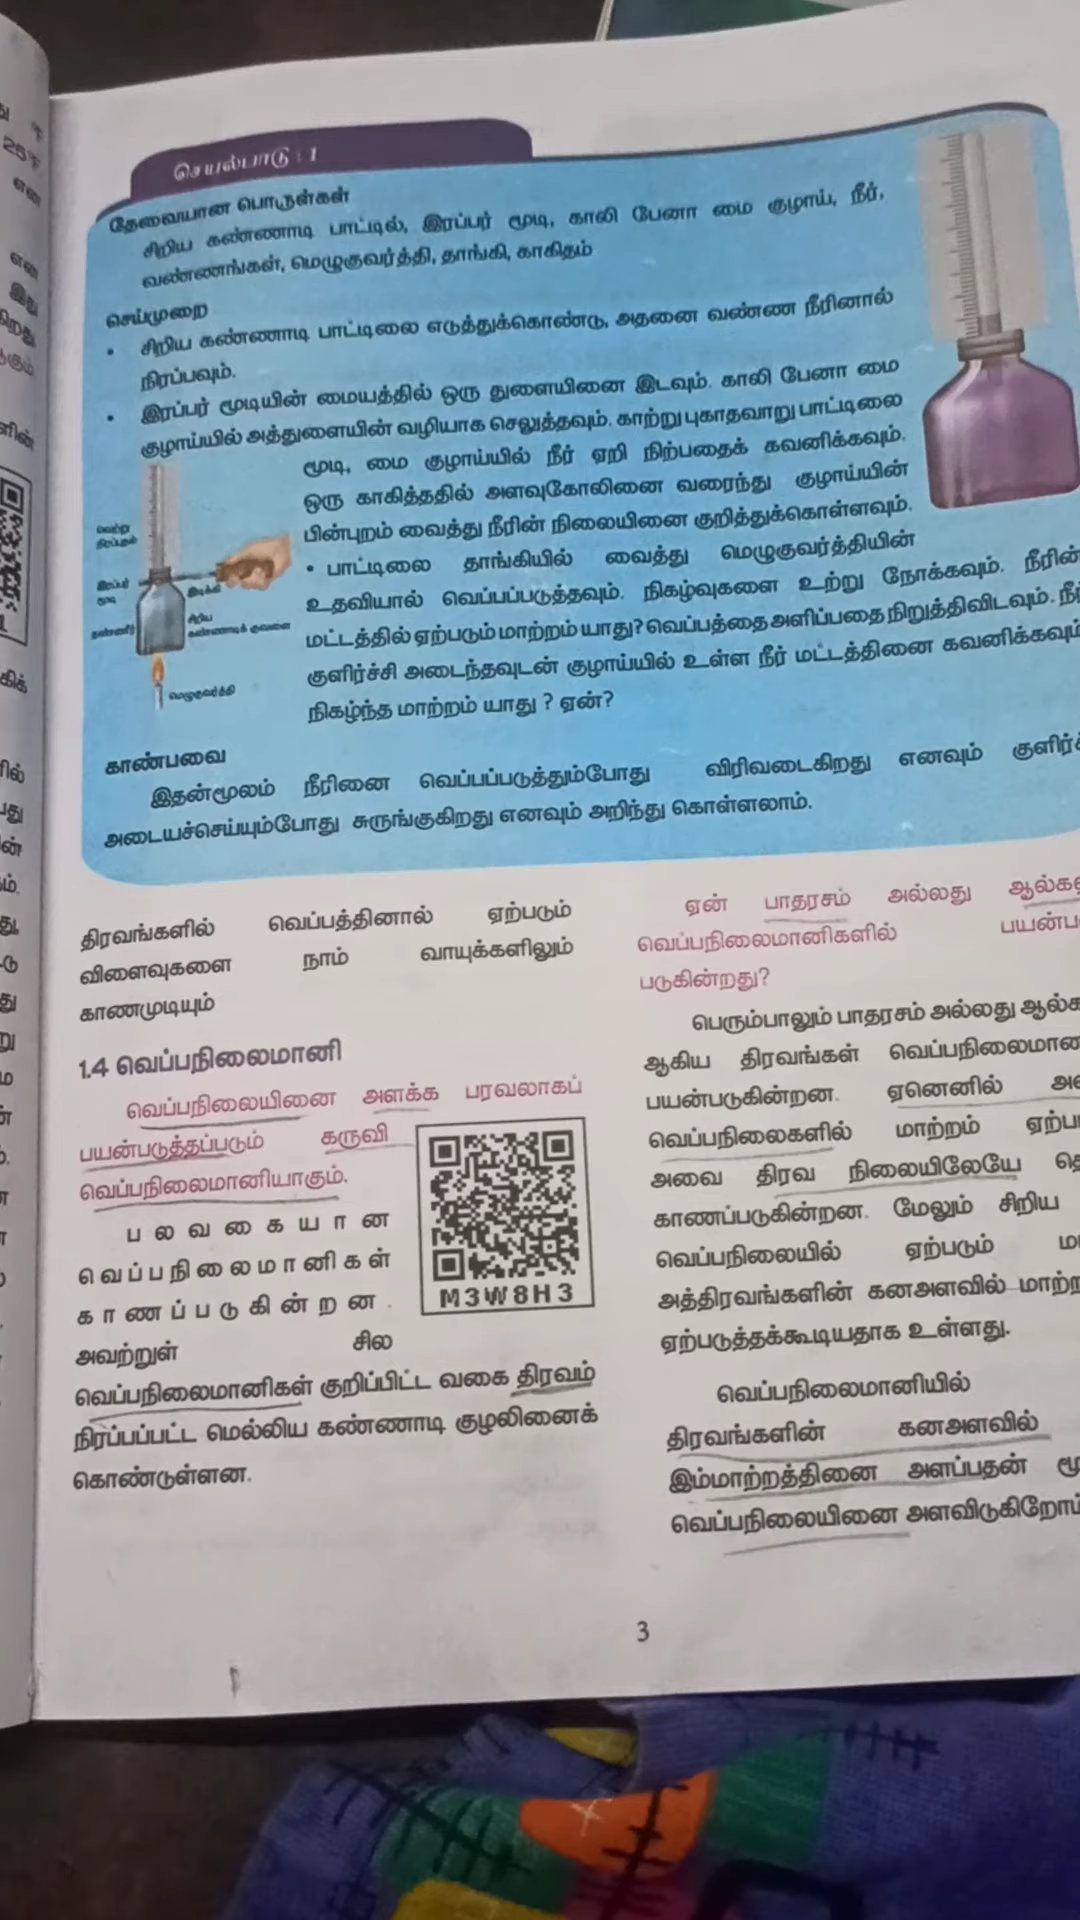 செயல்பாடு : 1
தேவையான பொருள்கள்
சிறிய கண்ணாடி பாட்டில், இரப்பர் மூடி, காலி பேனா மை குழாய், நீர்,
வண்ணங்கள், மெழுகுவர்த்தி, தாங்கி, காகிதம்
செய்முறை
• சிறிய கண்ணாடி பாட்டிலை எடுத்துக்கொண்டு, அதனை வண்ண நீரினால்
நிரப்பவும்.
• இரப்பர் மூடியின் மையத்தில் ஒரு துளையினை இடவும். காலி பேனா மை
குழாய்யில் அத்துளையின் வழியாக செலுத்தவும். காற்று புகாதவாறு பாட்டிலை
மூடி, மை குழாய்யில் நீர் ஏறி நிற்பதைக் கவனிக்கவும்.
ஒரு காகித்ததில் அளவுகோலினை வரைந்து குழாய்யின்
பின்புறம் வைத்து நீரின் நிலையினை குறித்துக்கொள்ளவும்.
• பாட்டிலை தாங்கியில் வைத்து மெழுகுவர்த்தியின்
உதவியால் வெப்பப்படுத்தவும். நிகழ்வுகளை உற்று நோக்கவும். நீரின்
மட்டத்தில் ஏற்படும் மாற்றம் யாது? வெப்பத்தை அளிப்பதை நிறுத்திவிடவும்.
குளிர்ச்சி அடைந்தவுடன் குழாய்யில் உள்ள நீர் மட்டத்தினை கவனிக்கவும்
நிகழ்ந்த மாற்றம் யாது ? ஏன்?
இரப்பர்
மூடி
இடிக்கி
தண்ணீர்
சிறிய
கண்ணாடிக் குவளை
மெழுகுவர்த்தி
காண்பவை
இதன்மூலம் நீரினை வெப்பப்படுத்தும்போது விரிவடைகிறது எனவும்
அடையச்செய்யும்போது சுருங்குகிறது எனவும் அறிந்து கொள்ளலாம்.
திரவங்களில் வெப்பத்தினால் ஏற்படும்
விளைவுகளை நாம் வாயுக்களிலும்
காணமுடியும்
1.4 வெப்பநிலைமானி
வெப்பநிலையினை அளக்க பரவலாகப்
பயன்படுத்தப்படும் கருவி
வெப்பநிலைமானியாகும்.
பலவகையான
வெப்பநிலைமானிகள்
காணப்படுகின்றன.
அவற்றுள் சில
வெப்பநிலைமானிகள் குறிப்பிட்ட வகை திரவம்
நிரப்பப்பட்ட மெல்லிய கண்ணாடி குழலினைக்
கொண்டுள்ளன.
M3W8H3
ஏன் பாதரசம் அல்லது
வெப்பநிலைமானிகளில்
படுகின்றது?
பெரும்பாலும் பாதரசம் அல்லது
ஆகிய திரவங்கள்
பயன்படுகின்றன. ஏனெனில்
வெப்பநிலைகளில் மாற்றம்
அவை திரவ நிலையிலேயே
காணப்படுகின்றன. மேலும் சிறிய
வெப்பநிலையில் ஏற்படும்
அத்திரவங்களின் கனஅளவில்
ஏற்படுத்தக்கூடியதாக உள்ளது.
வெப்பநிலைமானியில்
திரவங்களின் கனஅளவில்
இம்மாற்றத்தினை அளப்பதன்
வெப்பநிலையினை
3